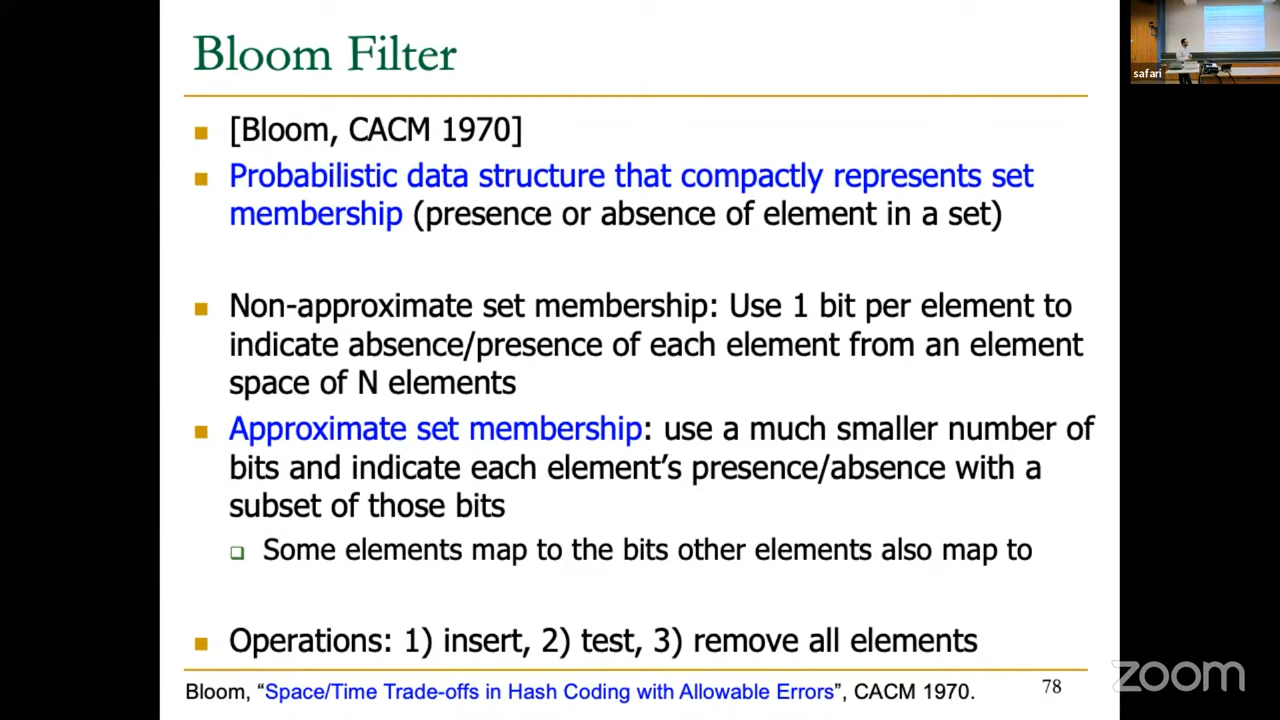 Bloom Filter
safari
[Bloom, CACM 1970]
Probabilistic data structure that compactly represents set
membership (presence or absence of element in a set)
Non-approximate set membership: Use 1 bit per element to
indicate absence/presence of each element from an element
space of N elements
Approximate set membership: use a much smaller number of
bits and indicate each element’s presence/absence with a
subset of those bits
Some elements map to the bits other elements also map to
Operations: 1) insert, 2) test, 3) remove all elements
Bloom, “Space/Time Trade-offs in Hash Coding with Allowable Errors”, CACM 1970.
78
zoom